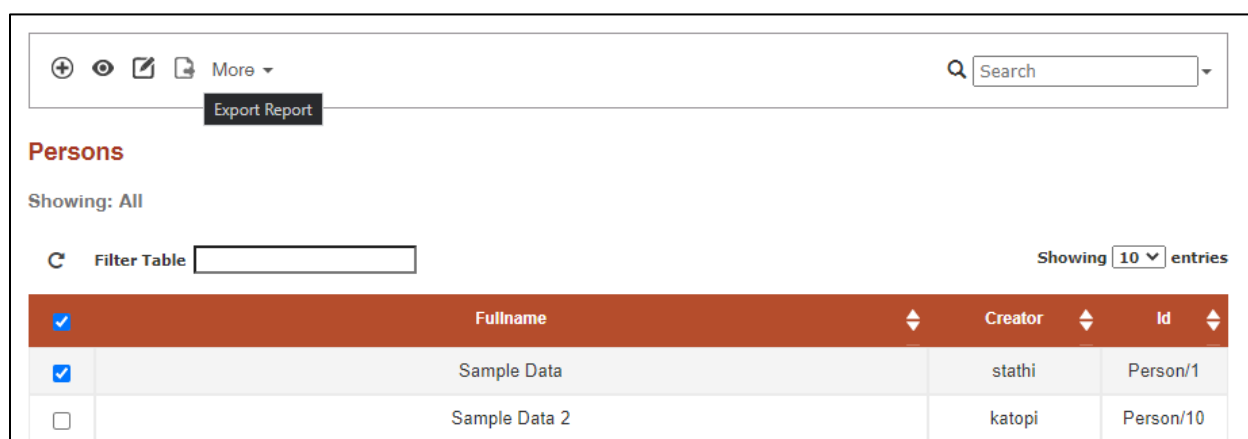 More Search
Export Report
Persons
Showing: All
Filter Table Showing 10 entries
Fullname Creator Id
Sample Data stathi Person/1
Sample Data 2 katopi Person/10